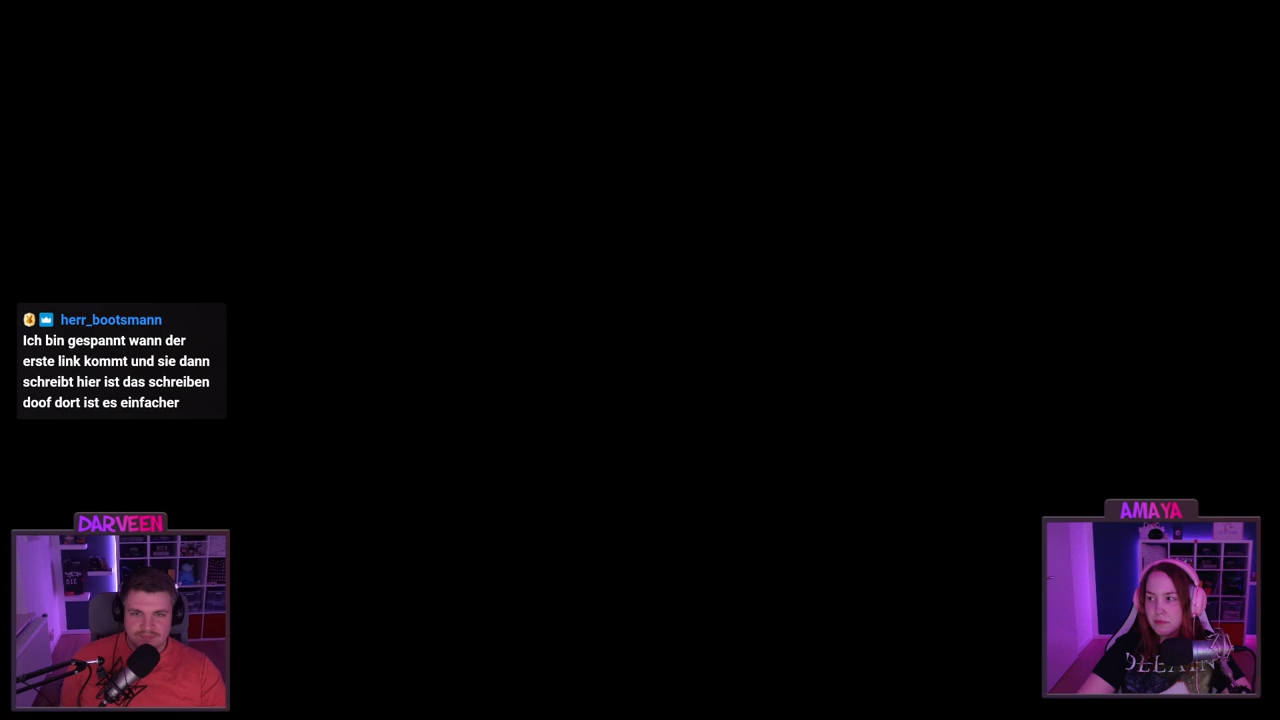 herr_bootsmann
Ich bin gespannt wann der
erste link kommt und sie dann
schreibt hier ist das schreiben
doof dort ist es einfacher
DARVEEN
AMAYA